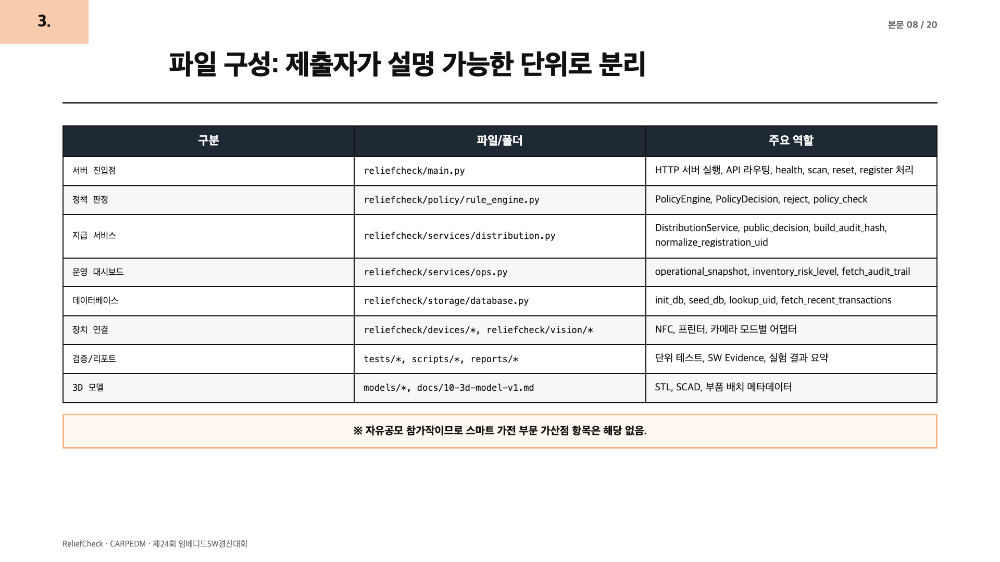 3.
본문 08 / 20
파일 구성: 제출자가 설명 가능한 단위로 분리
구분 파일/폴더 주요 역할
서버 진입점 reliefcheck/main.py HTTP 서버 실행, API 라우팅, health, scan, reset, register 처리
정책 판정 reliefcheck/policy/rule_engine.py PolicyEngine, PolicyDecision, reject, policy_check
지급 서비스 reliefcheck/services/distribution.py DistributionService, public_decision, build_audit_hash,
normalize_registration_uid
운영 대시보드 reliefcheck/services/ops.py operational_snapshot, inventory_risk_level, fetch_audit_trail
데이터베이스 reliefcheck/storage/database.py init_db, seed_db, lookup_uid, fetch_recent_transactions
장치 연결 reliefcheck/devices/*, reliefcheck/vision/* NFC, 프린터, 카메라 모드별 어댑터
검증/리포트 tests/*, scripts/*, reports/* 단위 테스트, SW Evidence, 실험 결과 요약
3D 모델 models/*, docs/10-3d-model-v1.md STL, SCAD, 부품 배치 메타데이터
※ 자유공모 참가작이므로 스마트 가전 부문 가산점 항목은 해당 없음.
ReliefCheck · CARPEDM · 제24회 임베디드SW경진대회